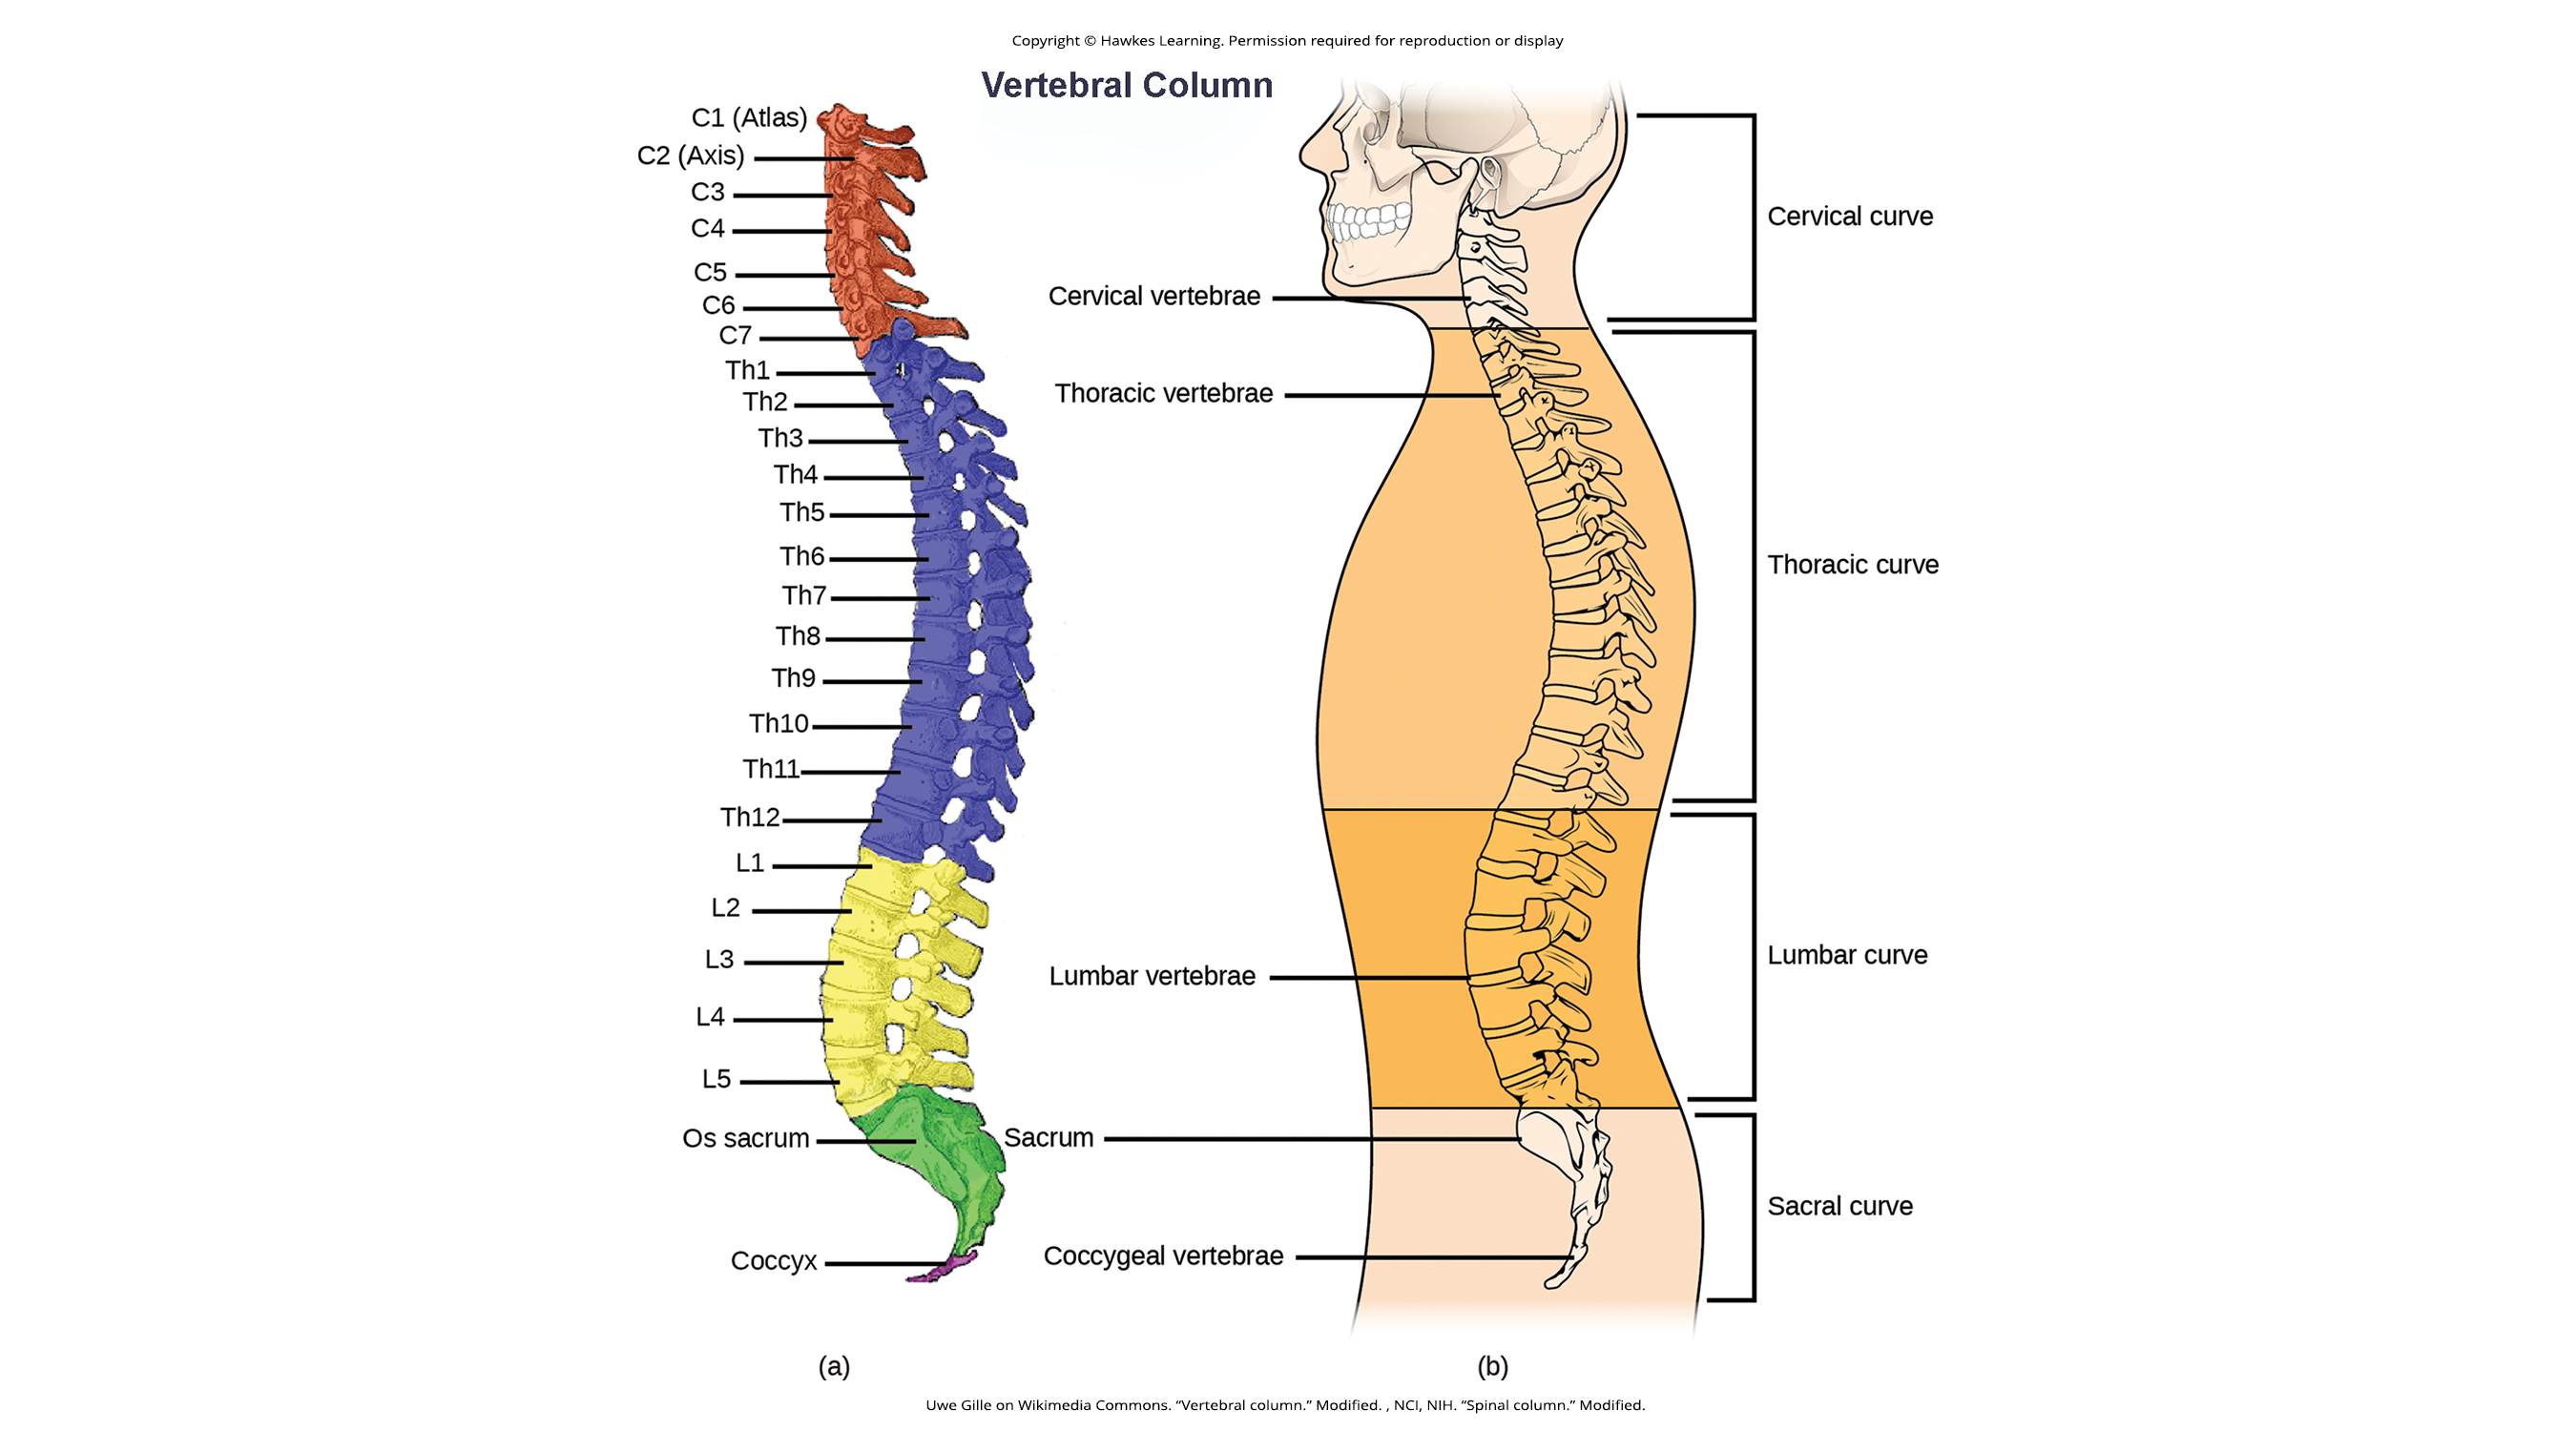 Copyright © Hawkes Learning. Permission required for reproduction or display
Vertebral Column
C1 (Atlas)
C2 (Axis)
C3
C4
C5
C6
C7
Th1
Th2
Th3
Th4
Th5
Th6
Th7
Th8
Th9
Th10
Th11
Th12
L1
L2
L3
L4
L5
Os sacrum
Coccyx
(a)
Cervical vertebrae
Thoracic vertebrae
Lumbar vertebrae
Sacrum
Coccygeal vertebrae
Cervical curve
Thoracic curve
Lumbar curve
Sacral curve
(b)
Uwe Gille on Wikimedia Commons. “Vertebral column.” Modified. , NCI, NIH. “Spinal column.” Modified.